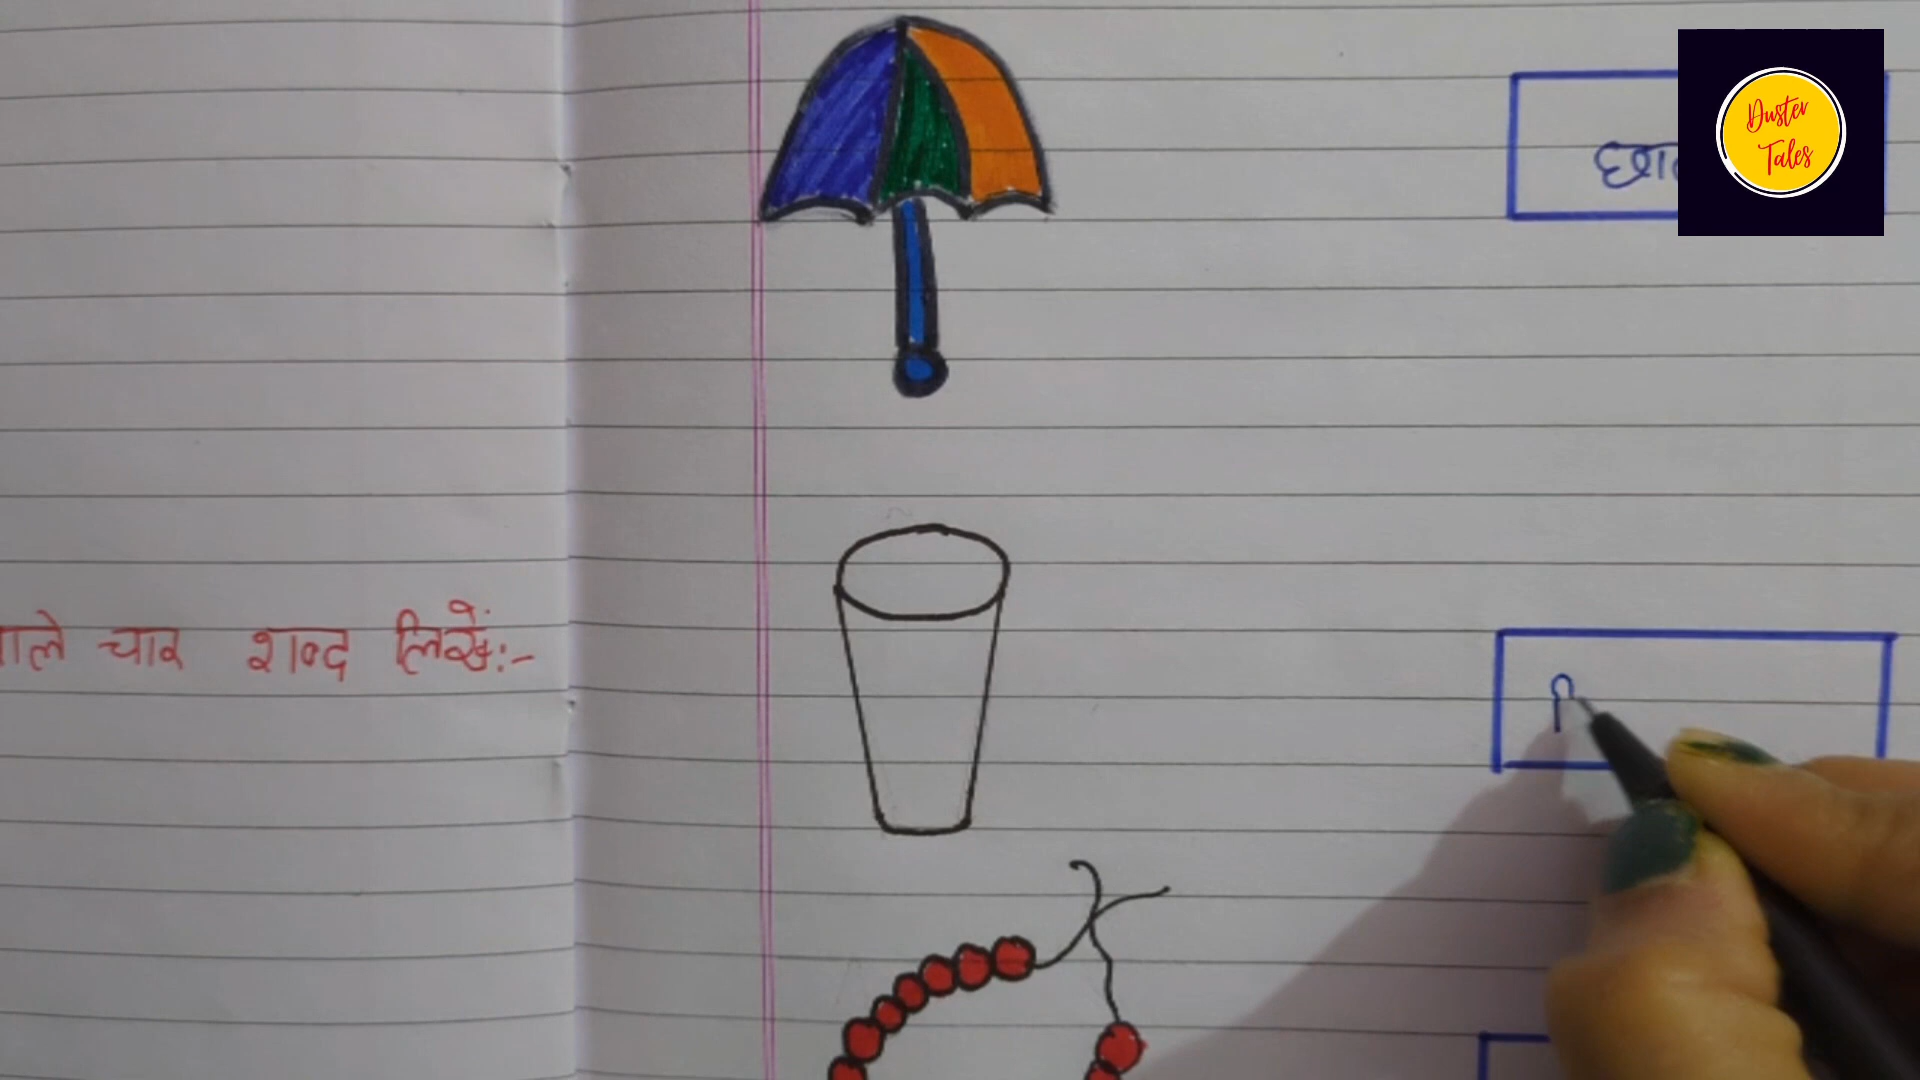 Duster
Tales
वाले चार शब्द लिखें:-